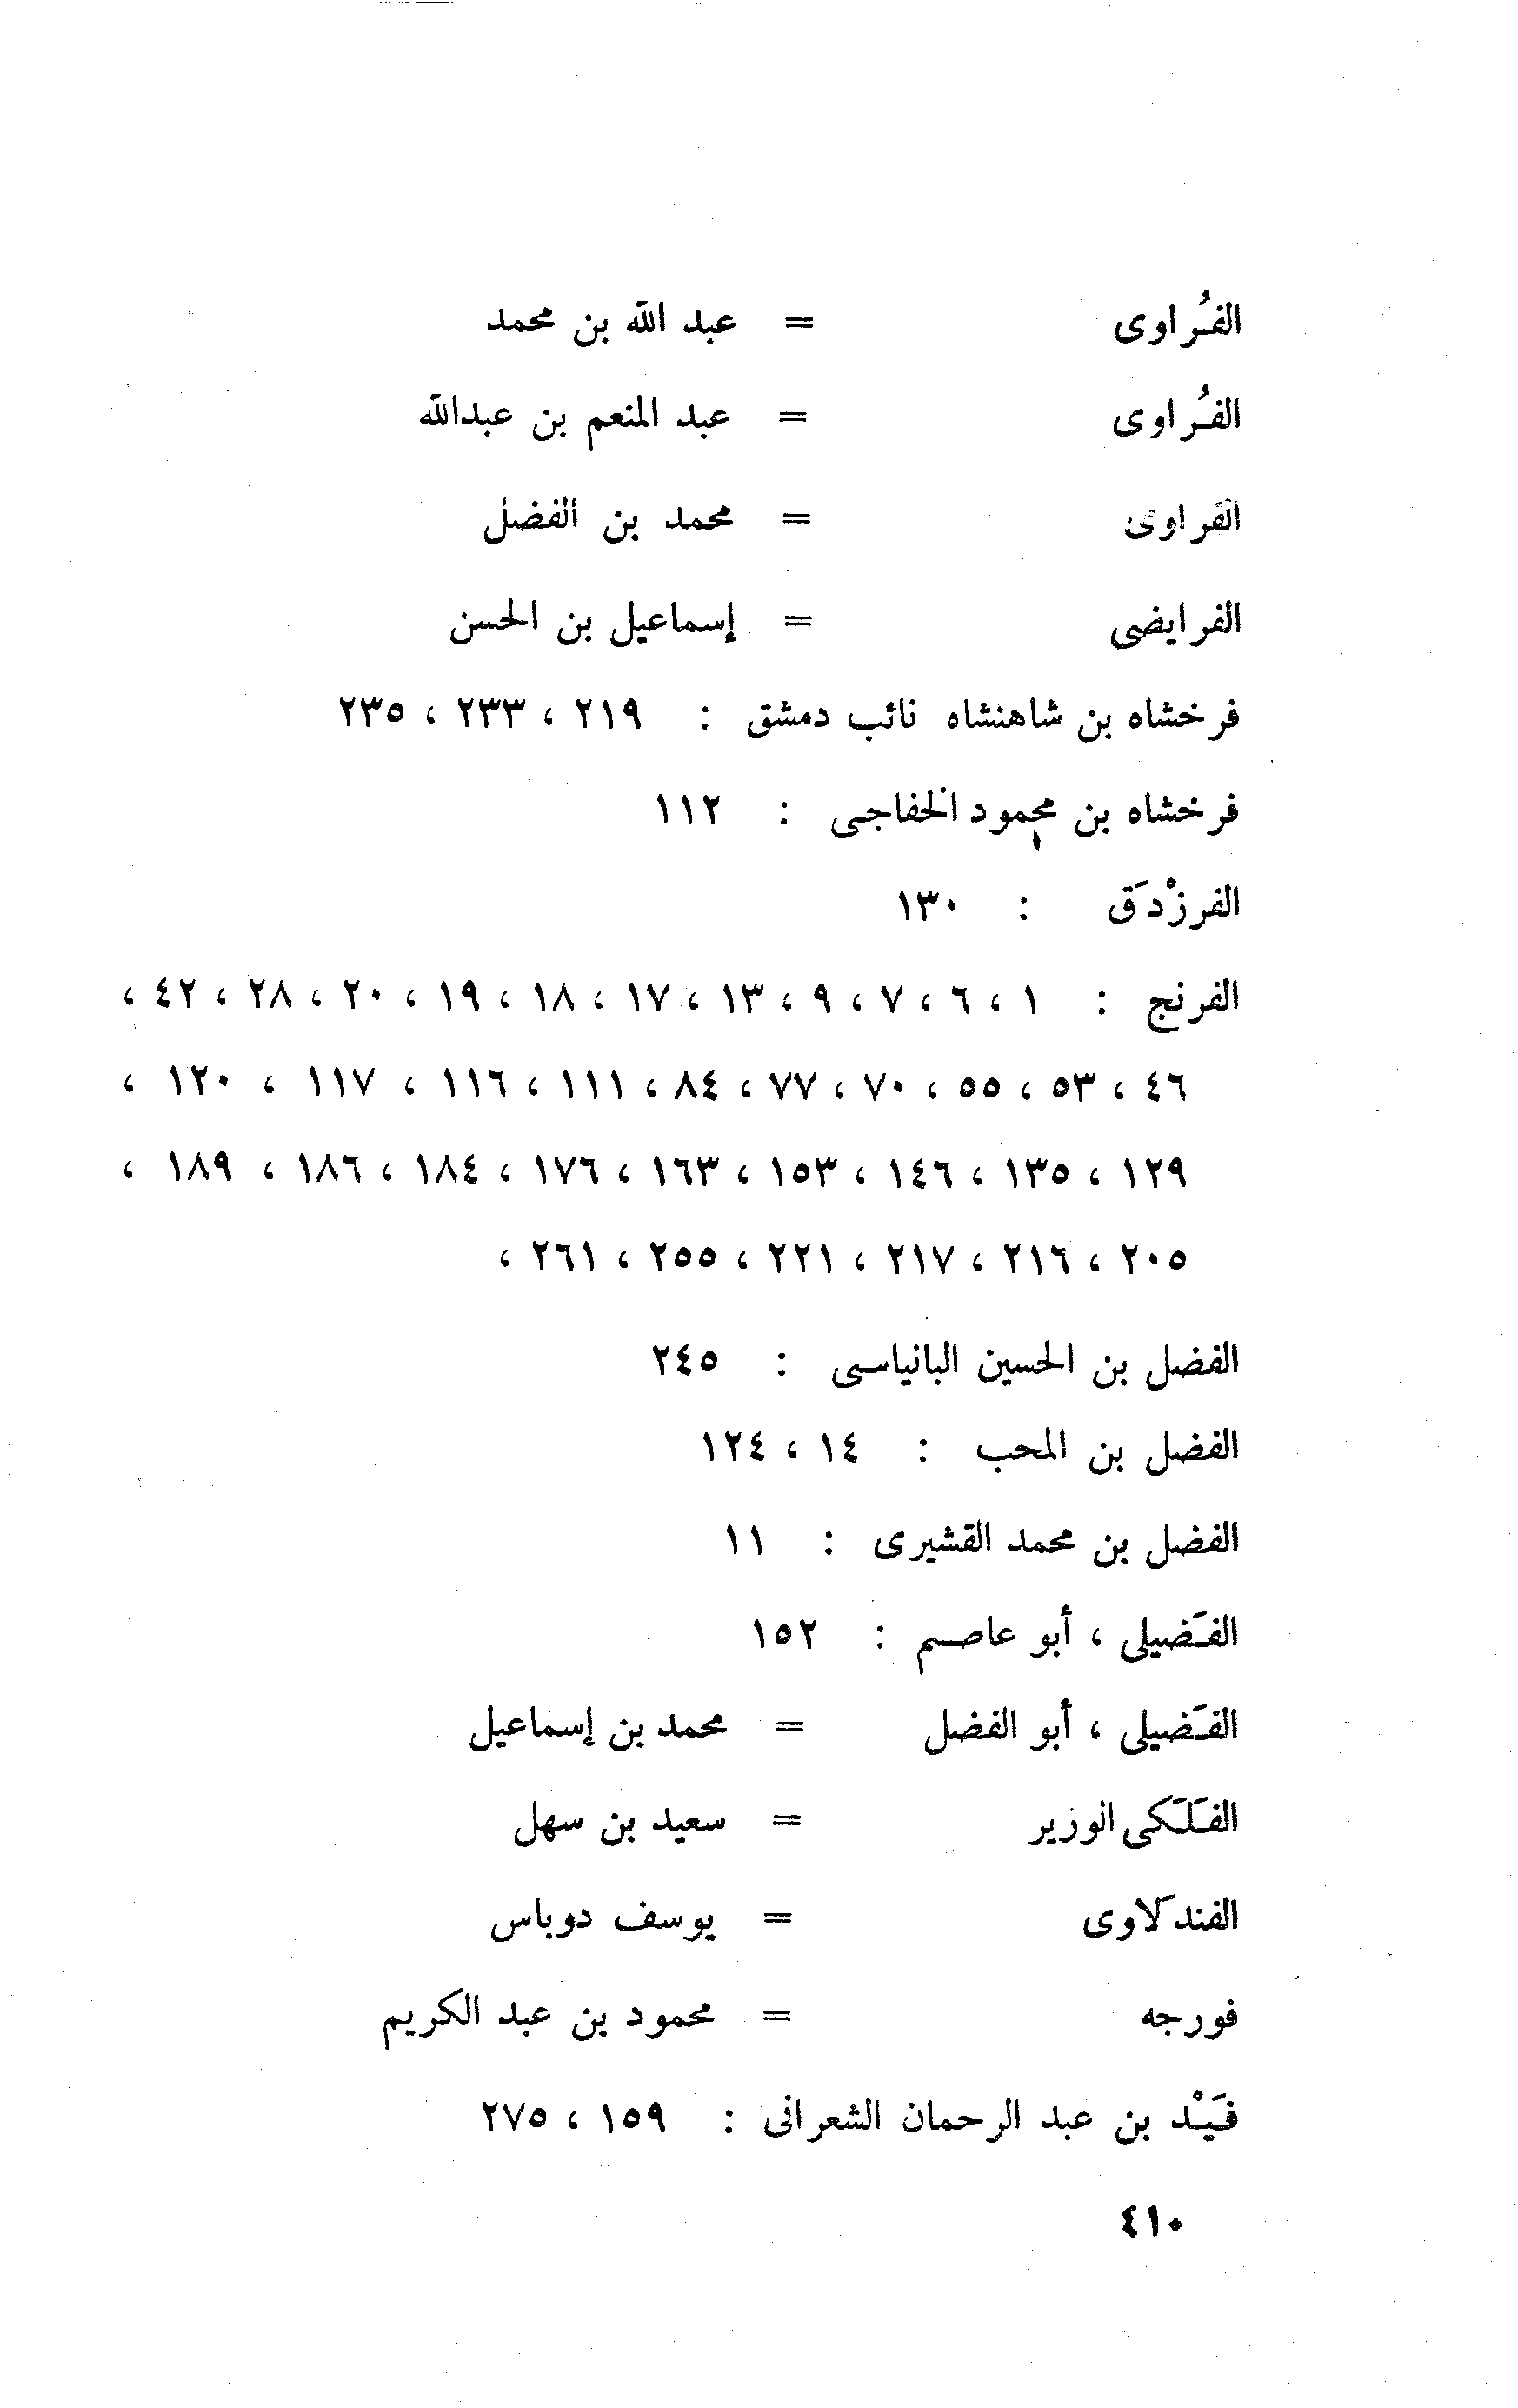 الفُراوى = عبد الله بن محمد
الفُراوى = عبد المنعم بن عبدالله
الفراوى = محمد بن الفضل
الفرايضى = إسماعيل بن الحسن
فرخشاه بن شاهنشاه نائب دمشق : ٢١٩ ، ٢٣٣ ، ٢٣٥
فرخشاه بن محمود الخفاجى : ١١٢
الفرزْدَق : ١٣٠
الفرنج : ١ ، ٦ ، ٧ ، ٩ ، ١٣ ، ١٧ ، ١٨ ، ١٩ ، ٢٠ ، ٢٨ ، ٤٢ ،
٤٦ ، ٥٣ ، ٥٥ ، ٧٠ ، ٧٧ ، ٨٤ ، ١١١ ، ١١٦ ، ١١٧ ، ١٢٠ ،
١٢٩ ، ١٣٥ ، ١٤٦ ، ١٥٣ ، ١٦٣ ، ١٧٦ ، ١٨٤ ، ١٨٦ ، ١٨٩ ،
٢٠٥ ، ٢١٦ ، ٢١٧ ، ٢٢١ ، ٢٥٥ ، ٢٦١ ،
الفضل بن الحسين البانياسى : ٢٤٥
الفضل بن المحب : ١٤ ، ١٢٤
الفضل بن محمد القشيرى : ١١
الفَضيلى ، أبو عاصم : ١٥٢
الفَضيلى ، أبو الفضل = محمد بن إسماعيل
الفَلَكى الوزير = سعيد بن سهل
الفندَلاوى = يوسف دوباس
فورجه = محمود بن عبد الكريم
فَيْد بن عبد الرحمان الشعرانى : ١٥٩ ، ٢٧٥
٤١٠